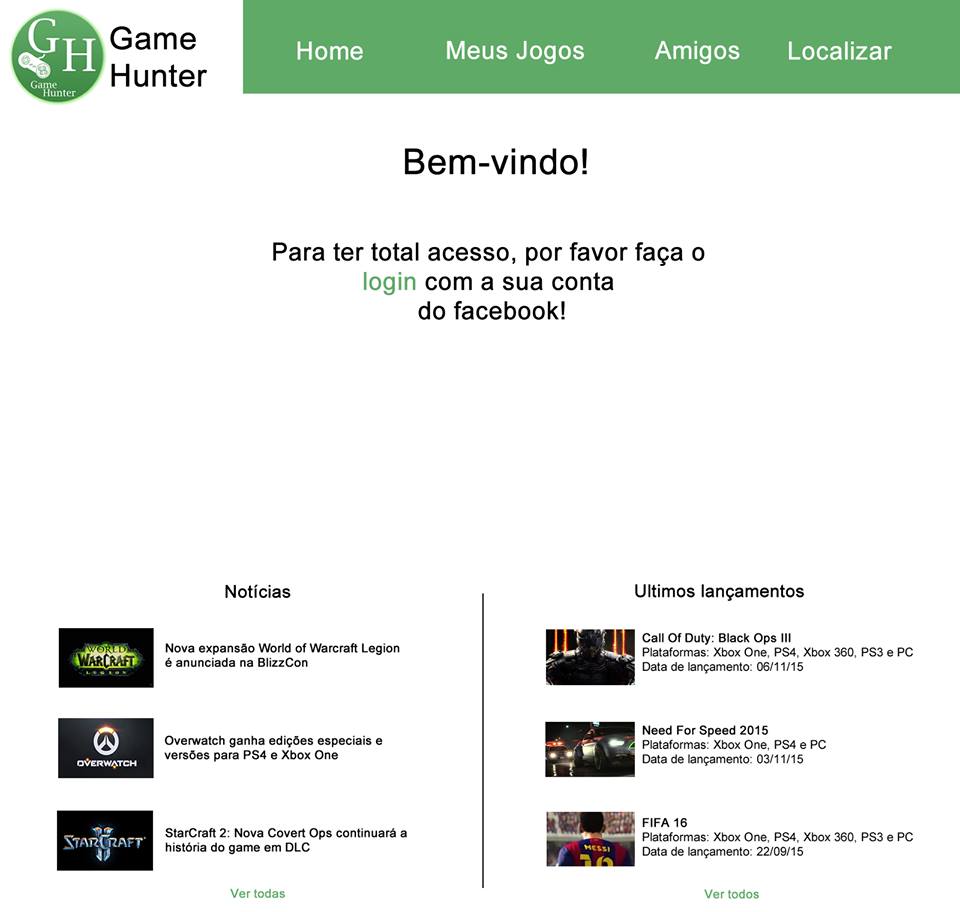 GH
Game
Hunter
Game
Hunter
Home
Meus Jogos
Amigos
Localizar
Bem-vindo!
Para ter total acesso, por favor faça o
login com a sua conta
do facebook!
Notícias
WORLD
WARCRAFT
LEGION
Nova expansão World of Warcraft Legion
é anunciada na BlizzCon
OVERWATCH
Overwatch ganha edições especiais e
versões para PS4 e Xbox One
STARCRAFT
II
StarCraft 2: Nova Covert Ops continuará a
história do game em DLC
Ver todas
Ultimos lançamentos
Call Of Duty: Black Ops III
Plataformas: Xbox One, PS4, Xbox 360, PS3 e PC
Data de lançamento: 06/11/15
Need For Speed 2015
Plataformas: Xbox One, PS4 e PC
Data de lançamento: 03/11/15
MESSI
10
FIFA 16
Plataformas: Xbox One, PS4, Xbox 360, PS3 e PC
Data de lançamento: 22/09/15
Ver todos